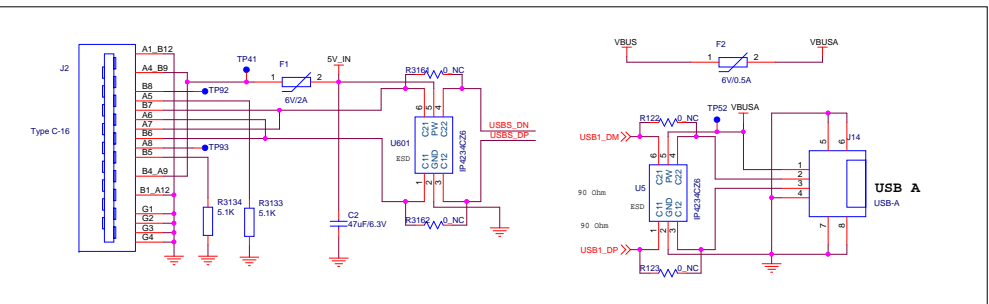 J2
Type C-16
A1_B12
A4_B9
B8
A5
B7
A6
A7
B6
A8
B5
B4_A9
B1_A12
G1
G2
G3
G4
TP92
TP93
R3134
5.1K
R3133
5.1K
TP41
F1
1
2
6V/2A
5V_IN
C2
47uF/6.3V
R3161
0_NC
6
5
4
C21
PW
C22
U601
ESD
IP4234CZ6
C11
GND
C12
1
2
3
R3162
0_NC
USBS_DN
USBS_DP
VBUS
F2
VBUSA
1
2
6V/0.5A
TP52
VBUSA
R122
0_NC
USB1_DM
6
5
4
C21
PW
C22
90 Ohm
U5
ESD
IP4234CZ6
C11
GND
C12
90 Ohm
1
2
3
USB1_DP
R123
0_NC
5
6
J14
1
2
3
4
USB A
USB-A
7
8